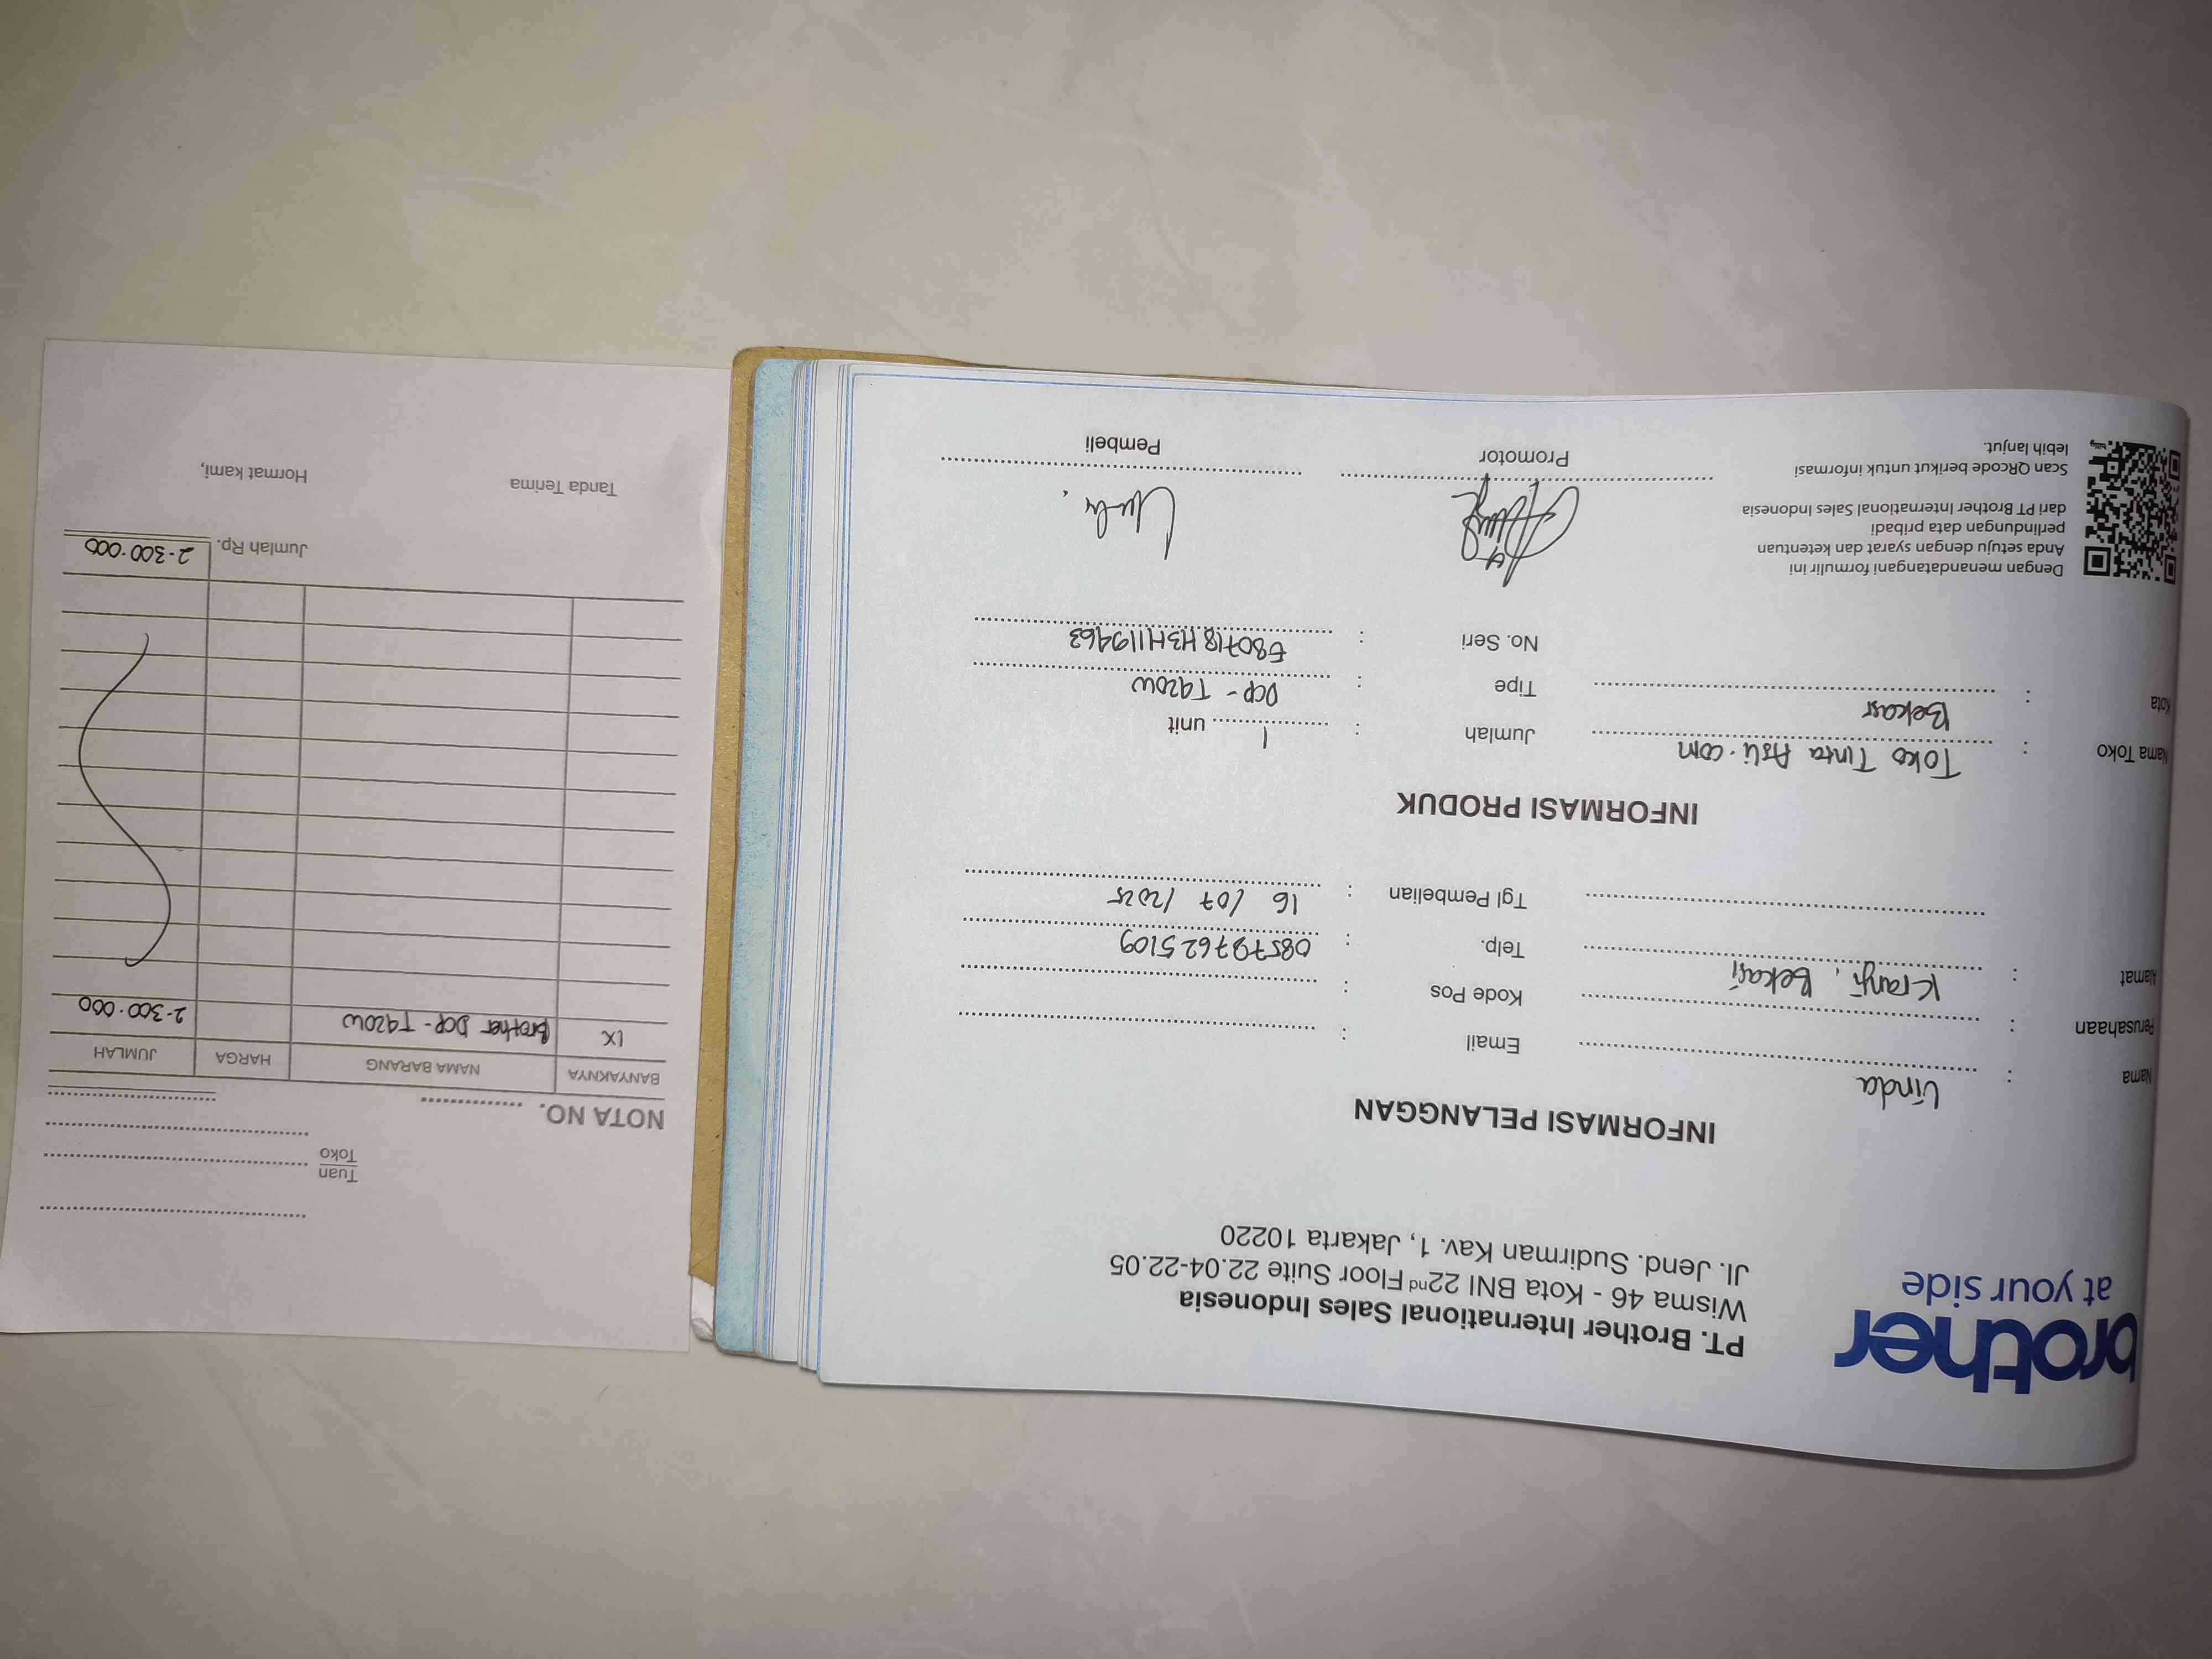 brother
at your side
PT. Brother International Sales Indonesia
Wisma 46 - Kota BNI 22nd Floor Suite 22.04-22.05
Jl. Jend. Sudirman Kav. 1, Jakarta 10220
INFORMASI PELANGGAN
Nama : Linda
Email :
Perusahaan :
Kode Pos :
Alamat : Kranji, Bekasi
Telp. : 085797625109
Tgl Pembelian : 16 / 07 / 2025
INFORMASI PRODUK
Nama Toko : Toko Tinta Asli.com
Jumlah : 1 unit
Kota : Bekasi
Tipe : DCP - T920W
No. Seri : E80718H3H119463
Dengan menandatangani formulir ini
Anda setuju dengan syarat dan ketentuan
perlindungan data pribadi
dari PT Brother International Sales Indonesia
Scan QRcode berikut untuk informasi
lebih lanjut.
Promotor
Pembeli
Tuan
Toko
NOTA NO.
BANYAKNYA NAMA BARANG HARGA JUMLAH
1X Brother DCP - T920W 2.300.000
Jumlah Rp. 2.300.000
Tanda Terima
Hormat kami,